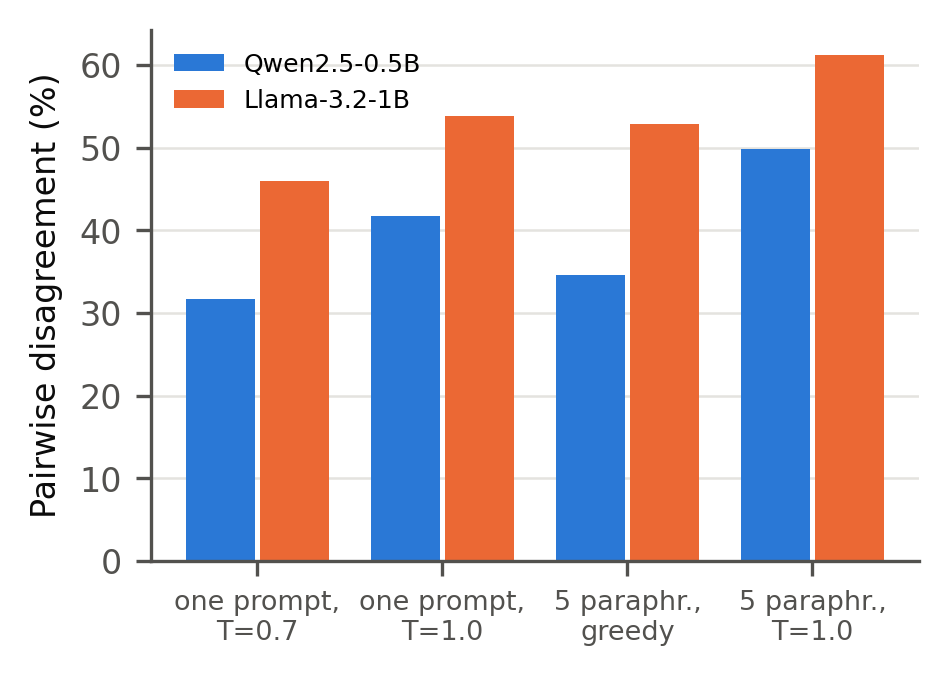 Pairwise disagreement (%)
60
50
40
30
20
10
0
Qwen2.5-0.5B
Llama-3.2-1B
one prompt,
T=0.7
one prompt,
T=1.0
5 paraphr.,
greedy
5 paraphr.,
T=1.0